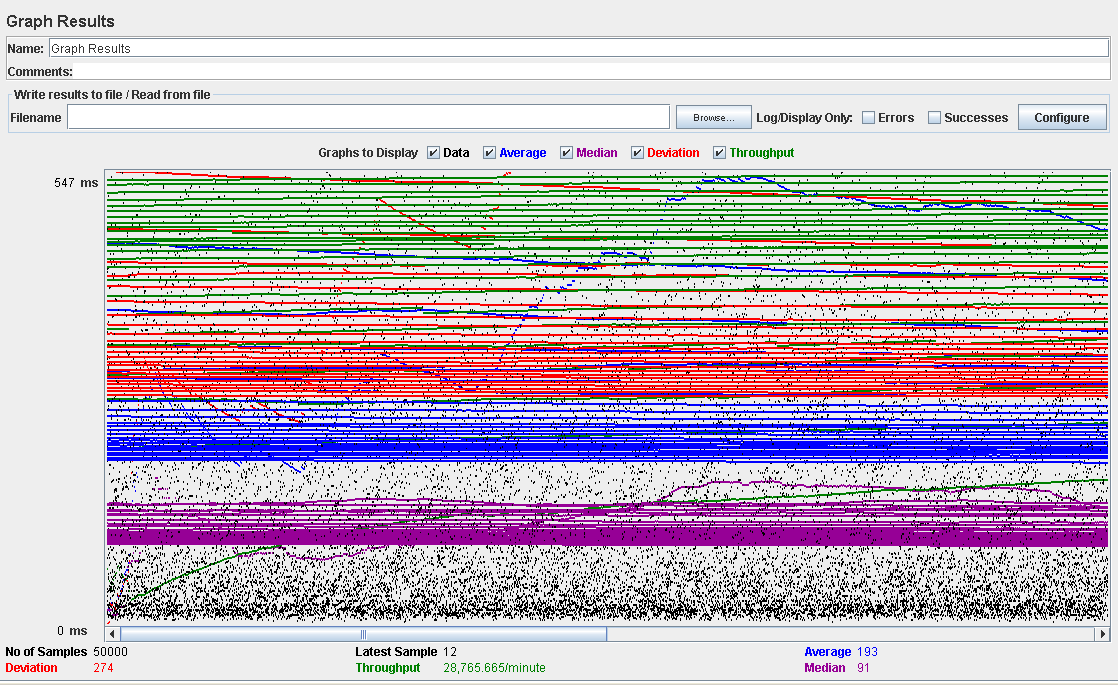 Graph Results
Name: Graph Results
Comments:
Write results to file / Read from file
Filename Browse... Log/Display Only: Errors Successes Configure
Graphs to Display Data Average Median Deviation Throughput
547 ms
0 ms
No of Samples 50000 Latest Sample 12 Average 193
Deviation 274 Throughput 28,765.665/minute Median 91